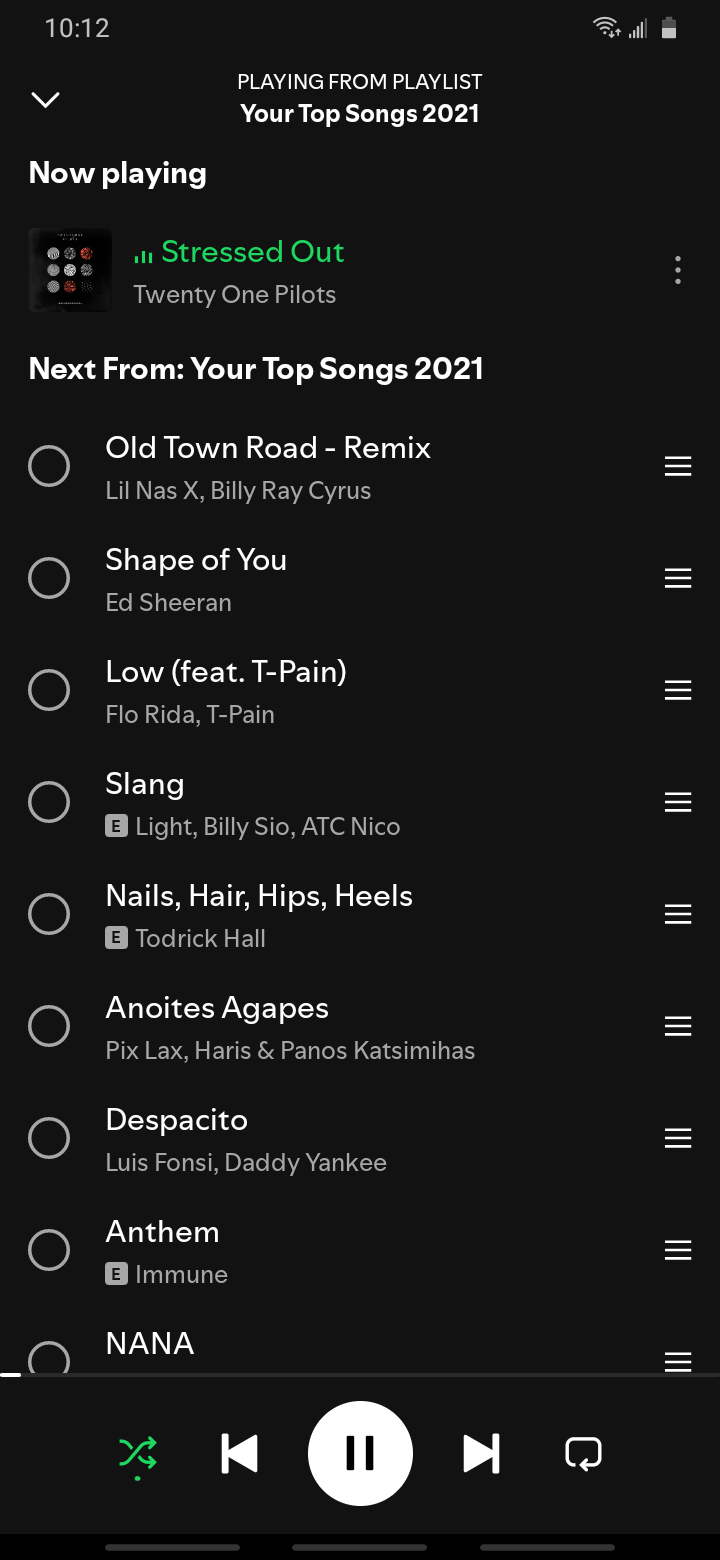 10:12
PLAYING FROM PLAYLIST
Your Top Songs 2021
Now playing
Stressed Out
Twenty One Pilots
Next From: Your Top Songs 2021
Old Town Road - Remix
Lil Nas X, Billy Ray Cyrus
Shape of You
Ed Sheeran
Low (feat. T-Pain)
Flo Rida, T-Pain
Slang
E Light, Billy Sio, ATC Nico
Nails, Hair, Hips, Heels
E Todrick Hall
Anoites Agapes
Pix Lax, Haris & Panos Katsimihas
Despacito
Luis Fonsi, Daddy Yankee
Anthem
E Immune
NANA